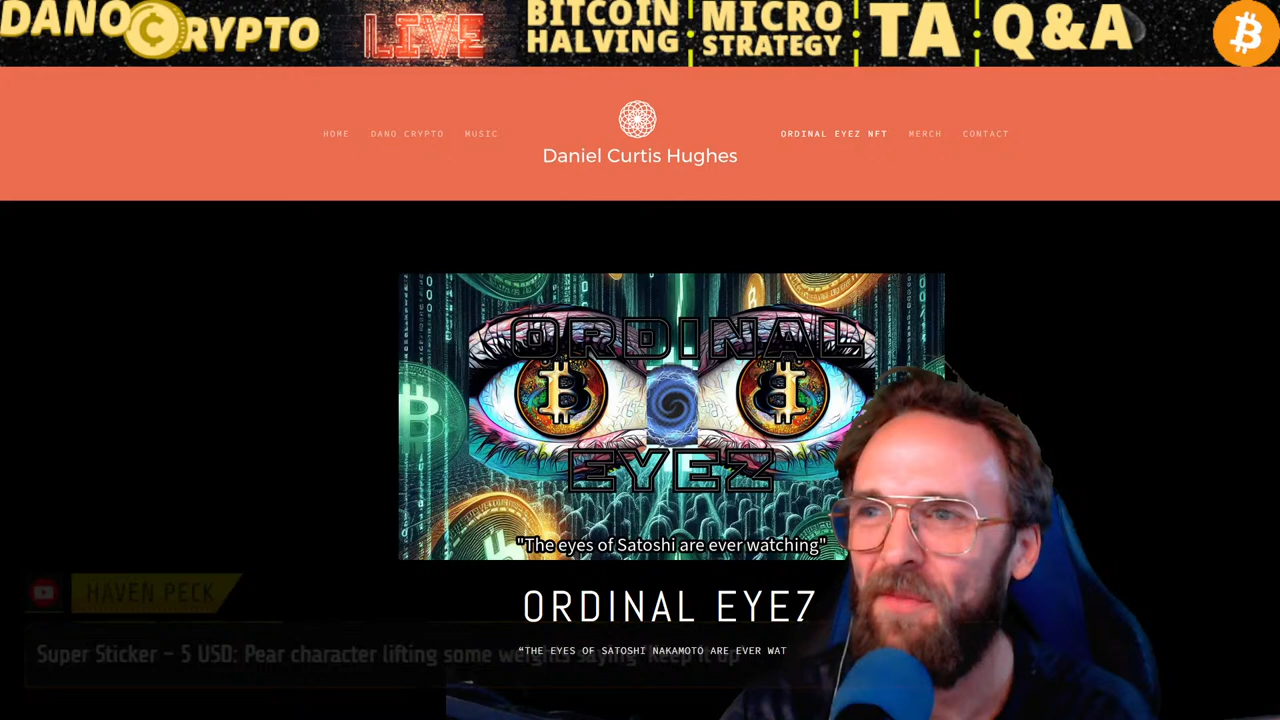 DANO CRYPTO
LIVE
BITCOIN
HALVING
MICRO
STRATEGY
TA
Q&A
HOME
DANO CRYPTO
MUSIC
Daniel Curtis Hughes
ORDINAL EYEZ NFT
MERCH
CONTACT
ORDINAL
EYEZ
"The eyes of Satoshi are ever watching"
HAVEN PECK
ORDINAL EYE
Super Sticker – 5 USD: Pear character lifting some weights saying "Keep it up"
“THE EYES OF SATOSHI NAKAMOTO ARE EVER WAT